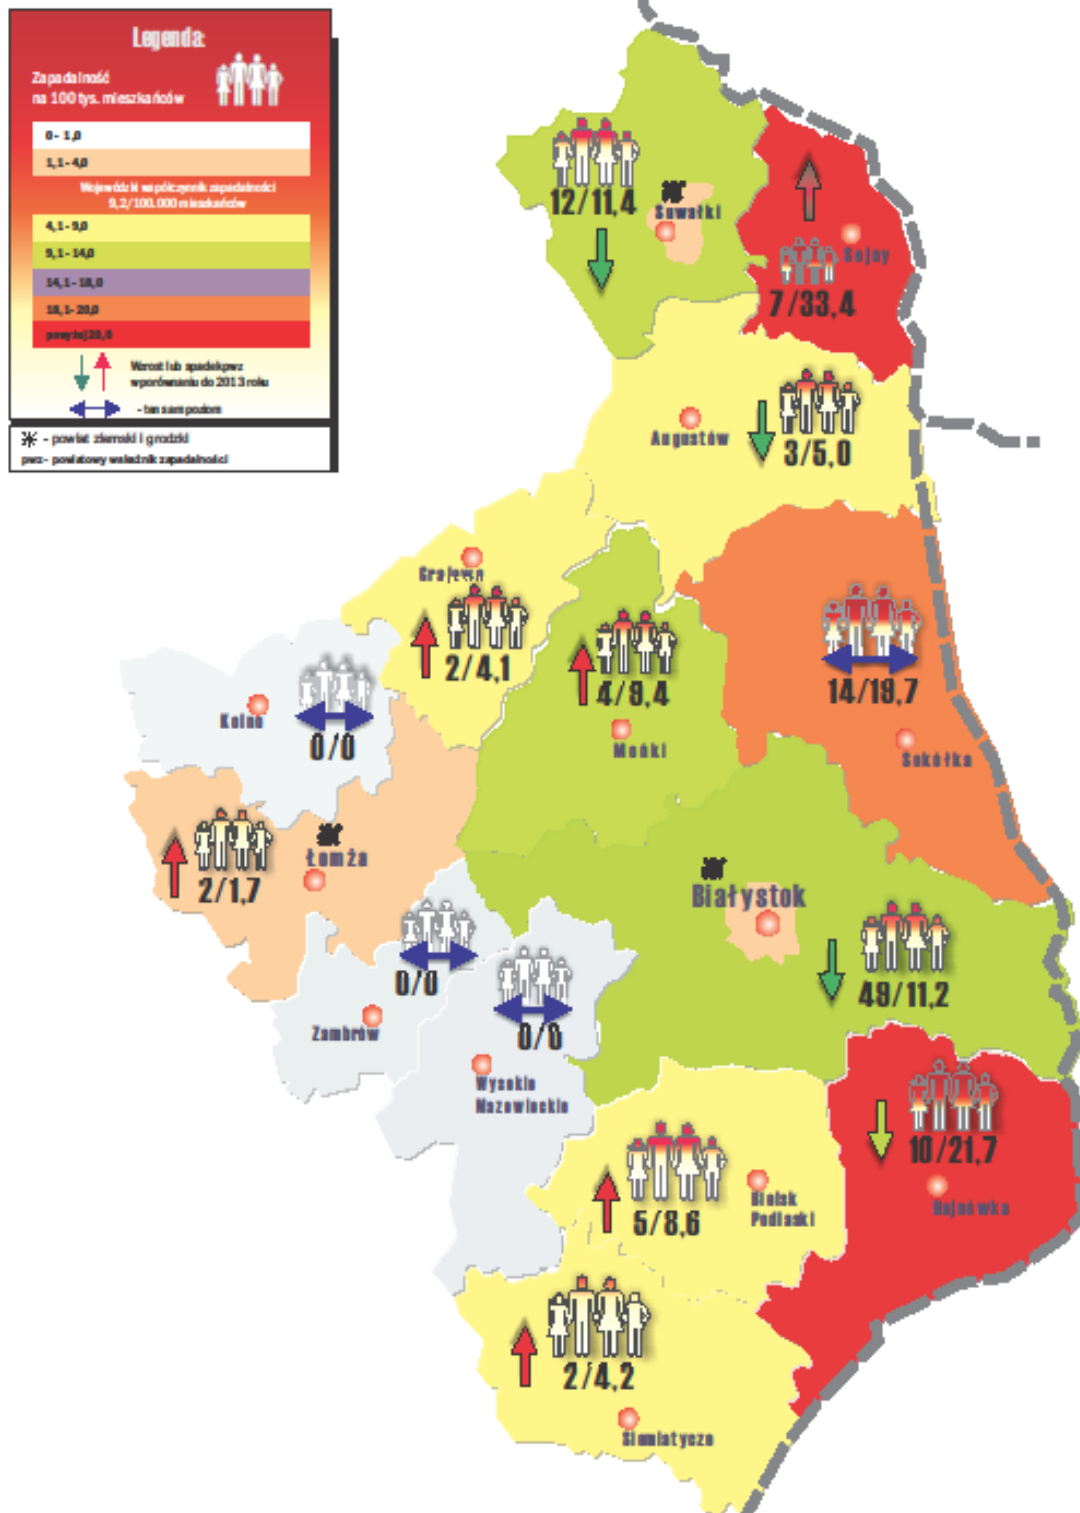 Legenda:
Zapadalność
na 100 tys. mieszkańców
0 - 1,0
1,1 - 4,0
Wojewódzki współczynnik zapadalności
9,2/100.000 mieszkańców
4,1 - 9,0
9,1 - 14,0
14,1 - 18,0
18,1 - 20,0
powyżej 20,0
Wzrost lub spadek pwz
w porównaniu do 2013 roku
- ten sam poziom
- powiat ziemski i grodzki
pwz - powiatowy wskaźnik zapadalności
12/11,4
Suwałki
Sejny
7/33,4
Augustów
3/5,0
Grajewo
2/4,1
4/9,4
Mońki
14/19,7
Sokółka
Kolno
0/0
Łomża
2/1,7
Białystok
49/11,2
0/0
Zambrów
0/0
Wysokie
Mazowieckie
10/21,7
Hajnówka
5/8,6
Bielsk
Podlaski
2/4,2
Siemiatycze